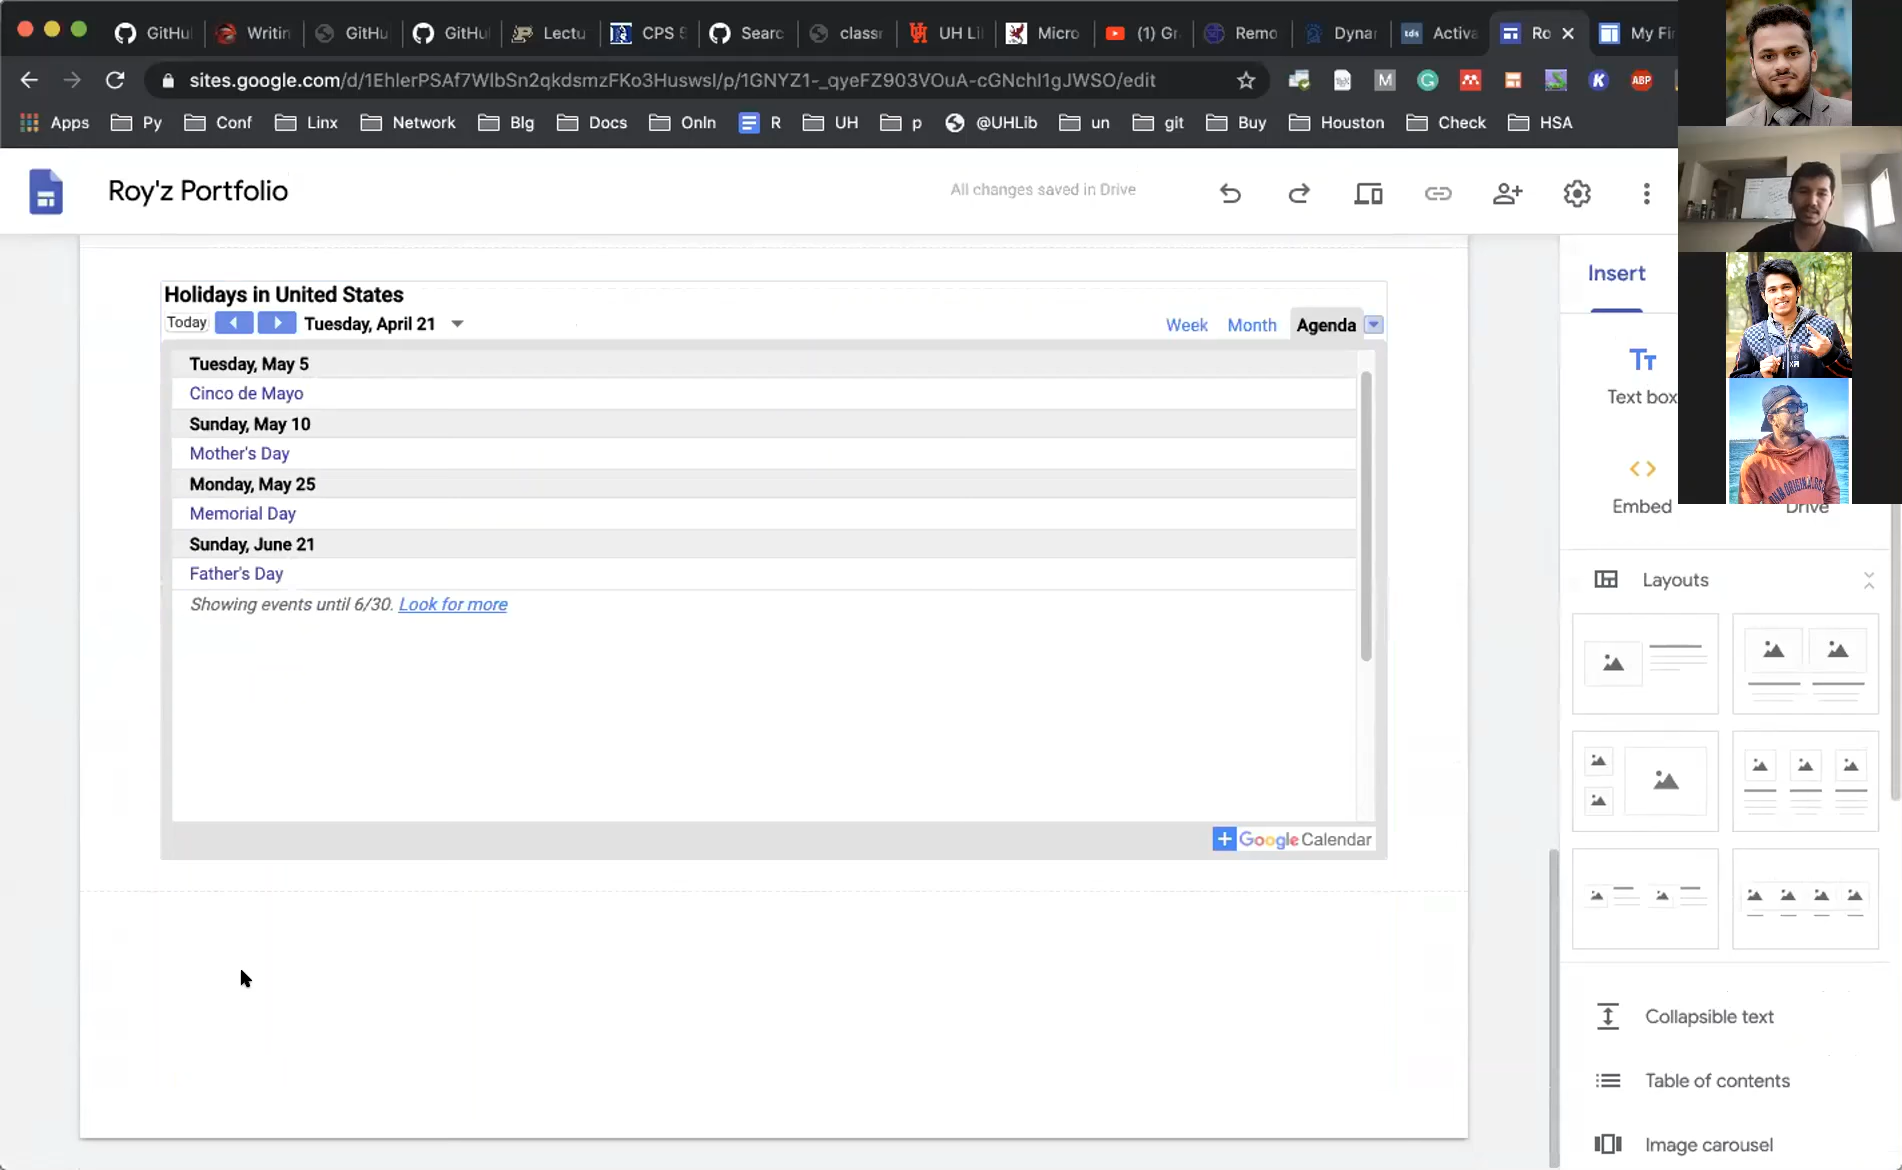 GitHu Writin GitHu GitHu Lectu CPS S Searc classr UH Li Micro (1) Gr Remo Dynar Activa Ro My Fir
sites.google.com/d/1EhlerPSAf7WlbSn2qkdsmzFKo3Huswsl/p/1GNYZ1-_qyeFZ903VOuA-cGNchl1gJWSO/edit
Apps Py Conf Linx Network Blg Docs Onln R UH p @UHLib un git Buy Houston Check HSA
Roy'z Portfolio
All changes saved in Drive
Holidays in United States
Today Tuesday, April 21
Week Month Agenda
Tuesday, May 5
Cinco de Mayo
Sunday, May 10
Mother's Day
Monday, May 25
Memorial Day
Sunday, June 21
Father's Day
Showing events until 6/30. Look for more
+ Google Calendar
Insert
Text box
Embed Drive
Layouts
Collapsible text
Table of contents
Image carousel